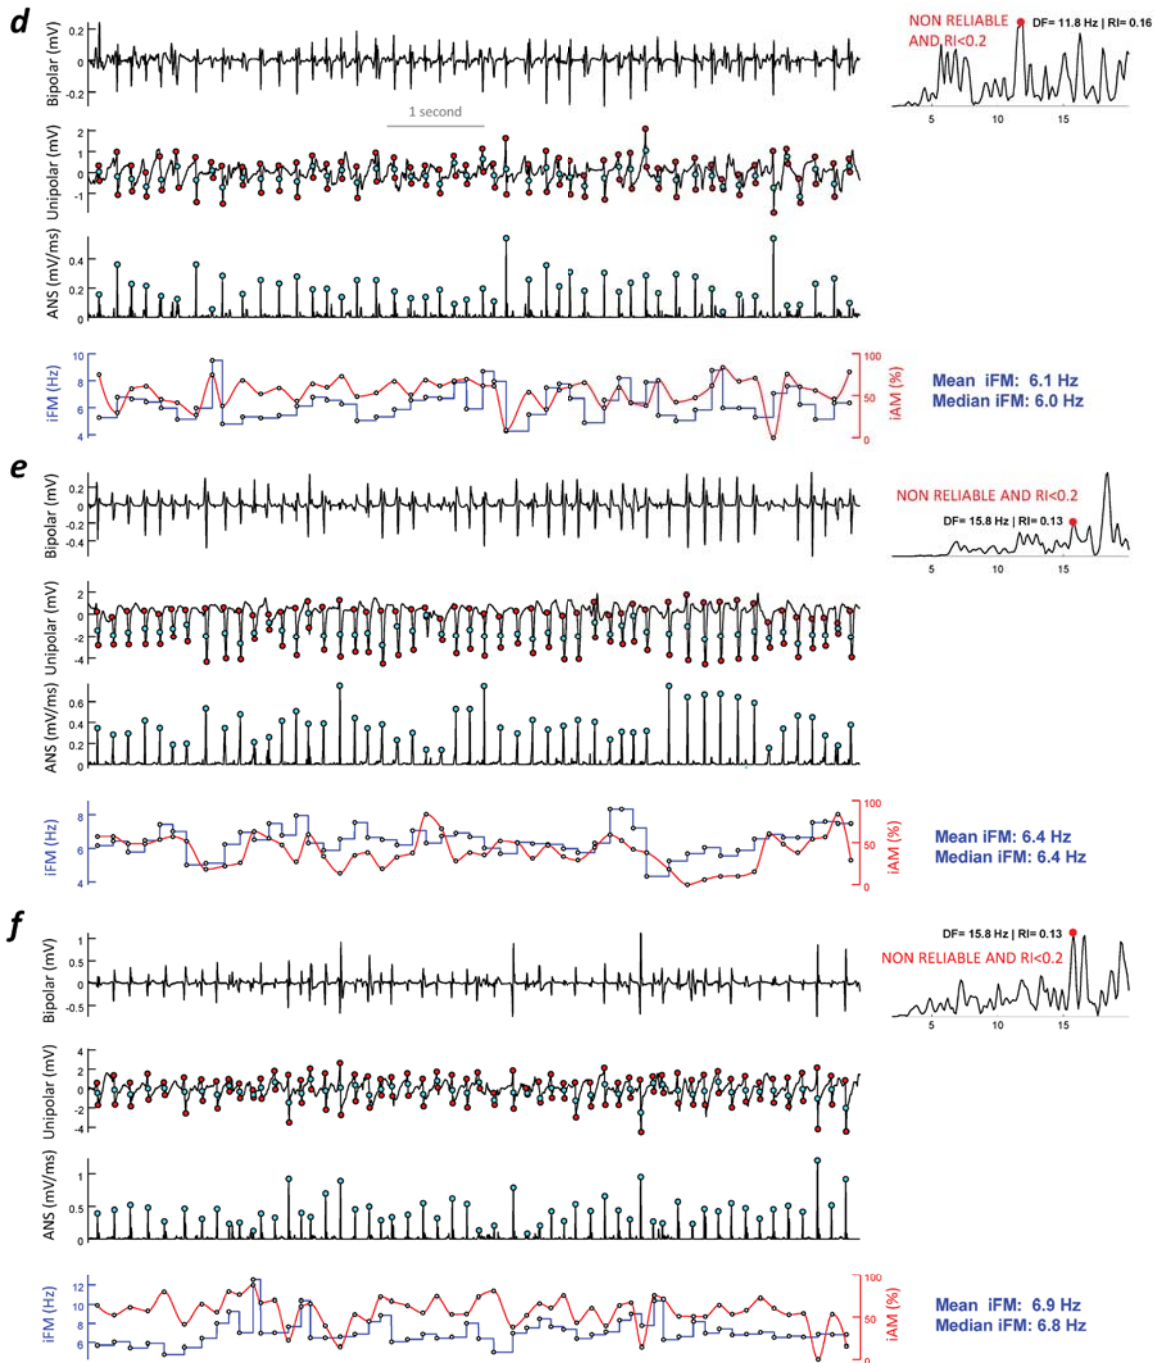 d
Bipolar (mV)
0.2
0
-0.2
NON RELIABLE
AND RI<0.2
DF= 11.8 Hz | RI= 0.16
5
10
15
1 second
Unipolar (mV)
2
1
0
-1
ANS (mV/ms)
0.4
0.2
0
iFM (Hz)
10
8
6
4
100
50
0
iAM (%)
Mean iFM: 6.1 Hz
Median iFM: 6.0 Hz
e
Bipolar (mV)
0.2
0
-0.2
-0.4
NON RELIABLE AND RI<0.2
DF= 15.8 Hz | RI= 0.13
5
10
15
Unipolar (mV)
2
0
-2
-4
ANS (mV/ms)
0.6
0.4
0.2
0
iFM (Hz)
8
6
4
100
50
0
iAM (%)
Mean iFM: 6.4 Hz
Median iFM: 6.4 Hz
f
Bipolar (mV)
1
0.5
0
-0.5
DF= 15.8 Hz | RI= 0.13
NON RELIABLE AND RI<0.2
5
10
15
Unipolar (mV)
4
2
0
-2
-4
ANS (mV/ms)
1
0.5
0
iFM (Hz)
12
10
8
6
100
50
0
iAM (%)
Mean iFM: 6.9 Hz
Median iFM: 6.8 Hz